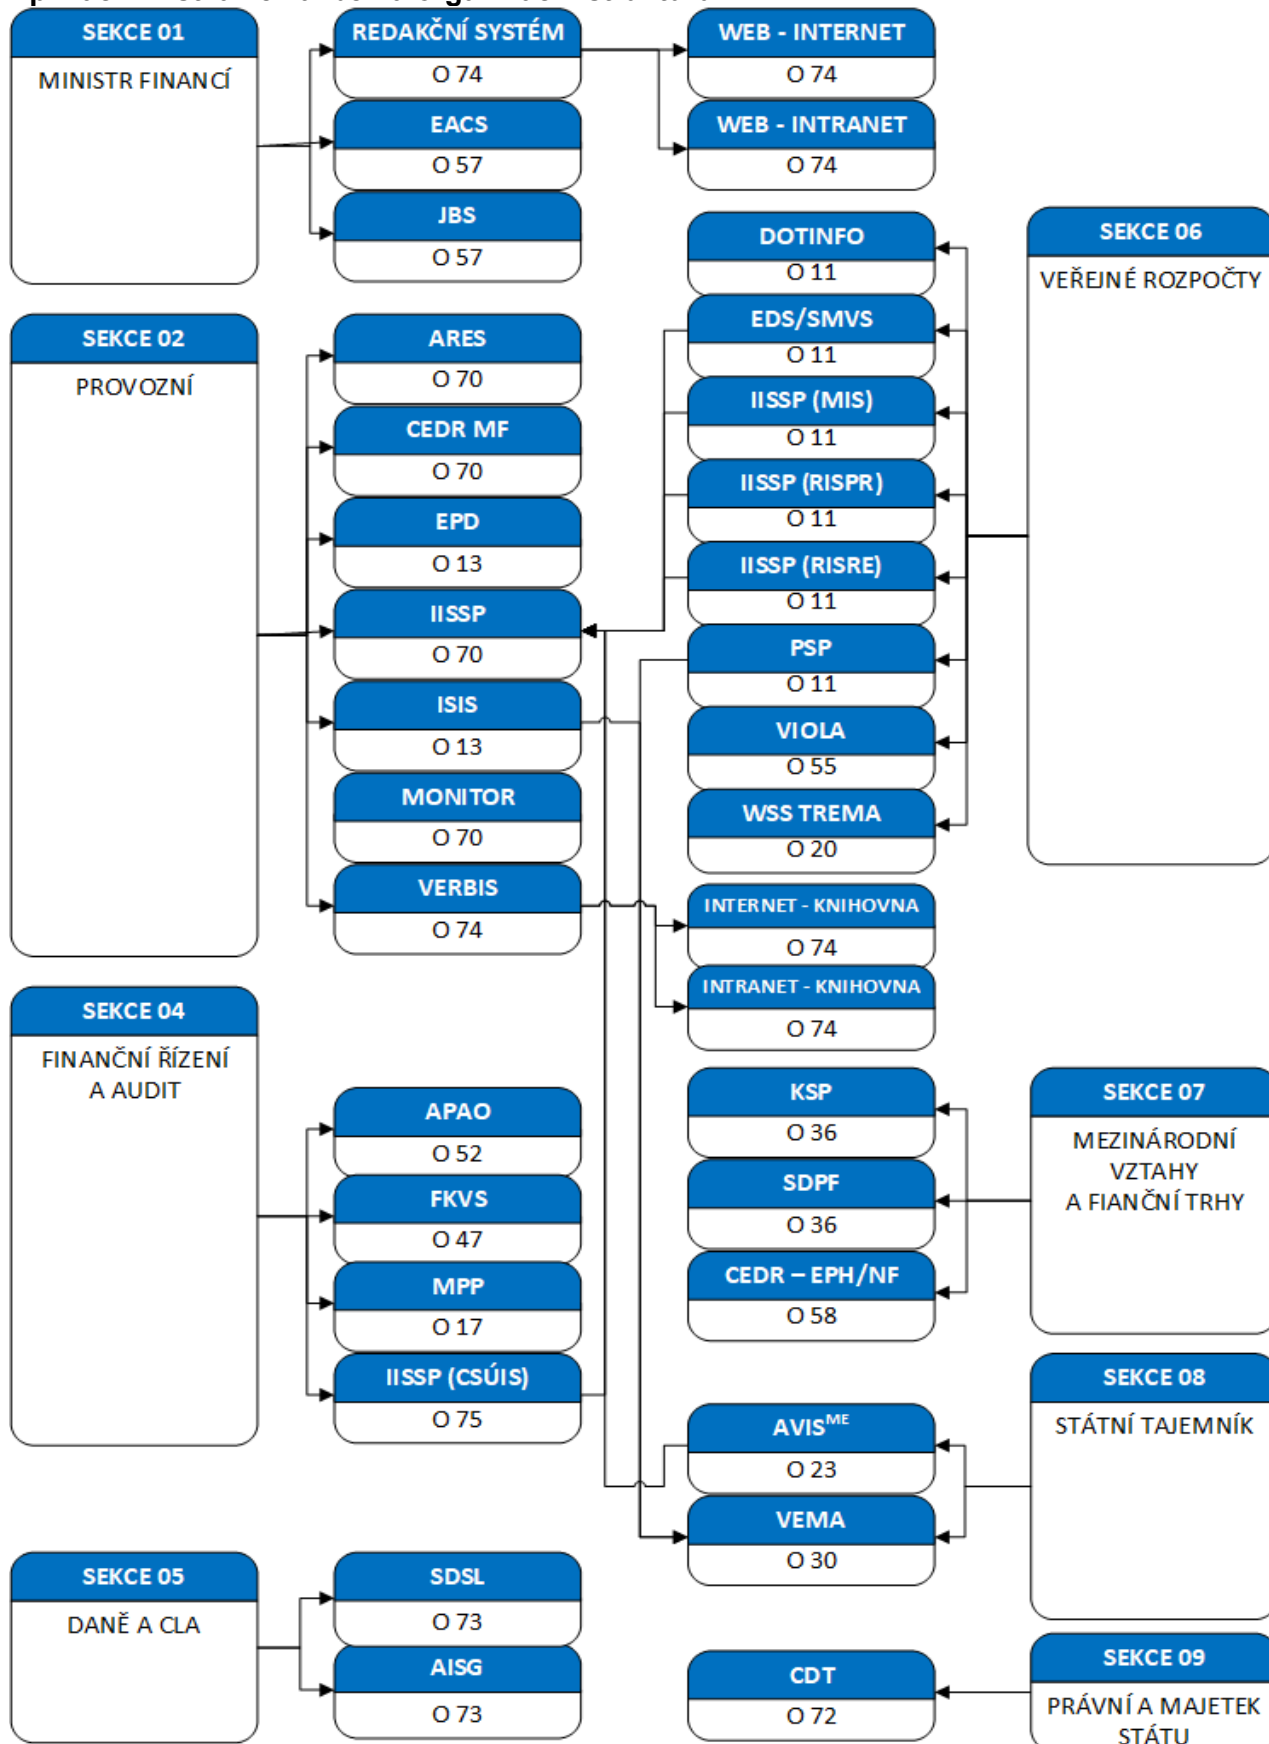 SEKCE 01
MINISTR FINANCÍ
REDAKČNÍ SYSTÉM
O 74
EACS
O 57
JBS
O 57
WEB - INTERNET
O 74
WEB - INTRANET
O 74
SEKCE 02
PROVOZNÍ
ARES
O 70
CEDR MF
O 70
EPD
O 13
IISSP
O 70
ISIS
O 13
MONITOR
O 70
VERBIS
O 74
DOTINFO
O 11
EDS/SMVS
O 11
IISSP (MIS)
O 11
IISSP (RISPR)
O 11
IISSP (RISRE)
O 11
PSP
O 11
VIOLA
O 55
WSS TREMA
O 20
SEKCE 06
VEŘEJNÉ ROZPOČTY
INTERNET - KNIHOVNA
O 74
INTRANET - KNIHOVNA
O 74
SEKCE 04
FINANČNÍ ŘÍZENÍ
A AUDIT
APAO
O 52
FKVS
O 47
MPP
O 17
IISSP (CSÚIS)
O 75
KSP
O 36
SDPF
O 36
CEDR – EPH/NF
O 58
SEKCE 07
MEZINÁRODNÍ
VZTAHY
A FIANČNÍ TRHY
AVISME
O 23
VEMA
O 30
SEKCE 08
STÁTNÍ TAJEMNÍK
SEKCE 05
DANĚ A CLA
SDSL
O 73
AISG
O 73
CDT
O 72
SEKCE 09
PRÁVNÍ A MAJETEK
STÁTU